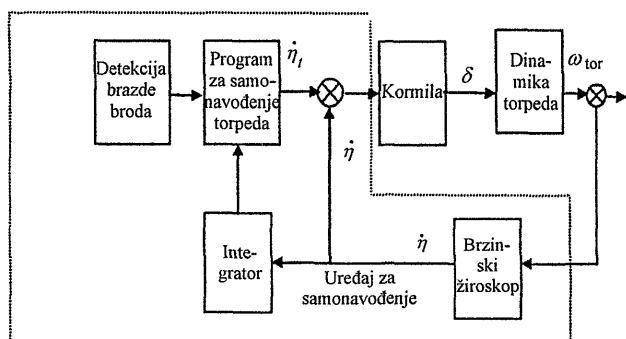 Detekcija
brazde
broda
Program
za samo-
navođenje
torpeda
η̇ₜ
Kormila
δ
Dina-
mika
torpeda
ω tor
η̇
Inte-
grator
Uređaj za
samonavođenje
η̇
Brzin-
ski
žiroskop